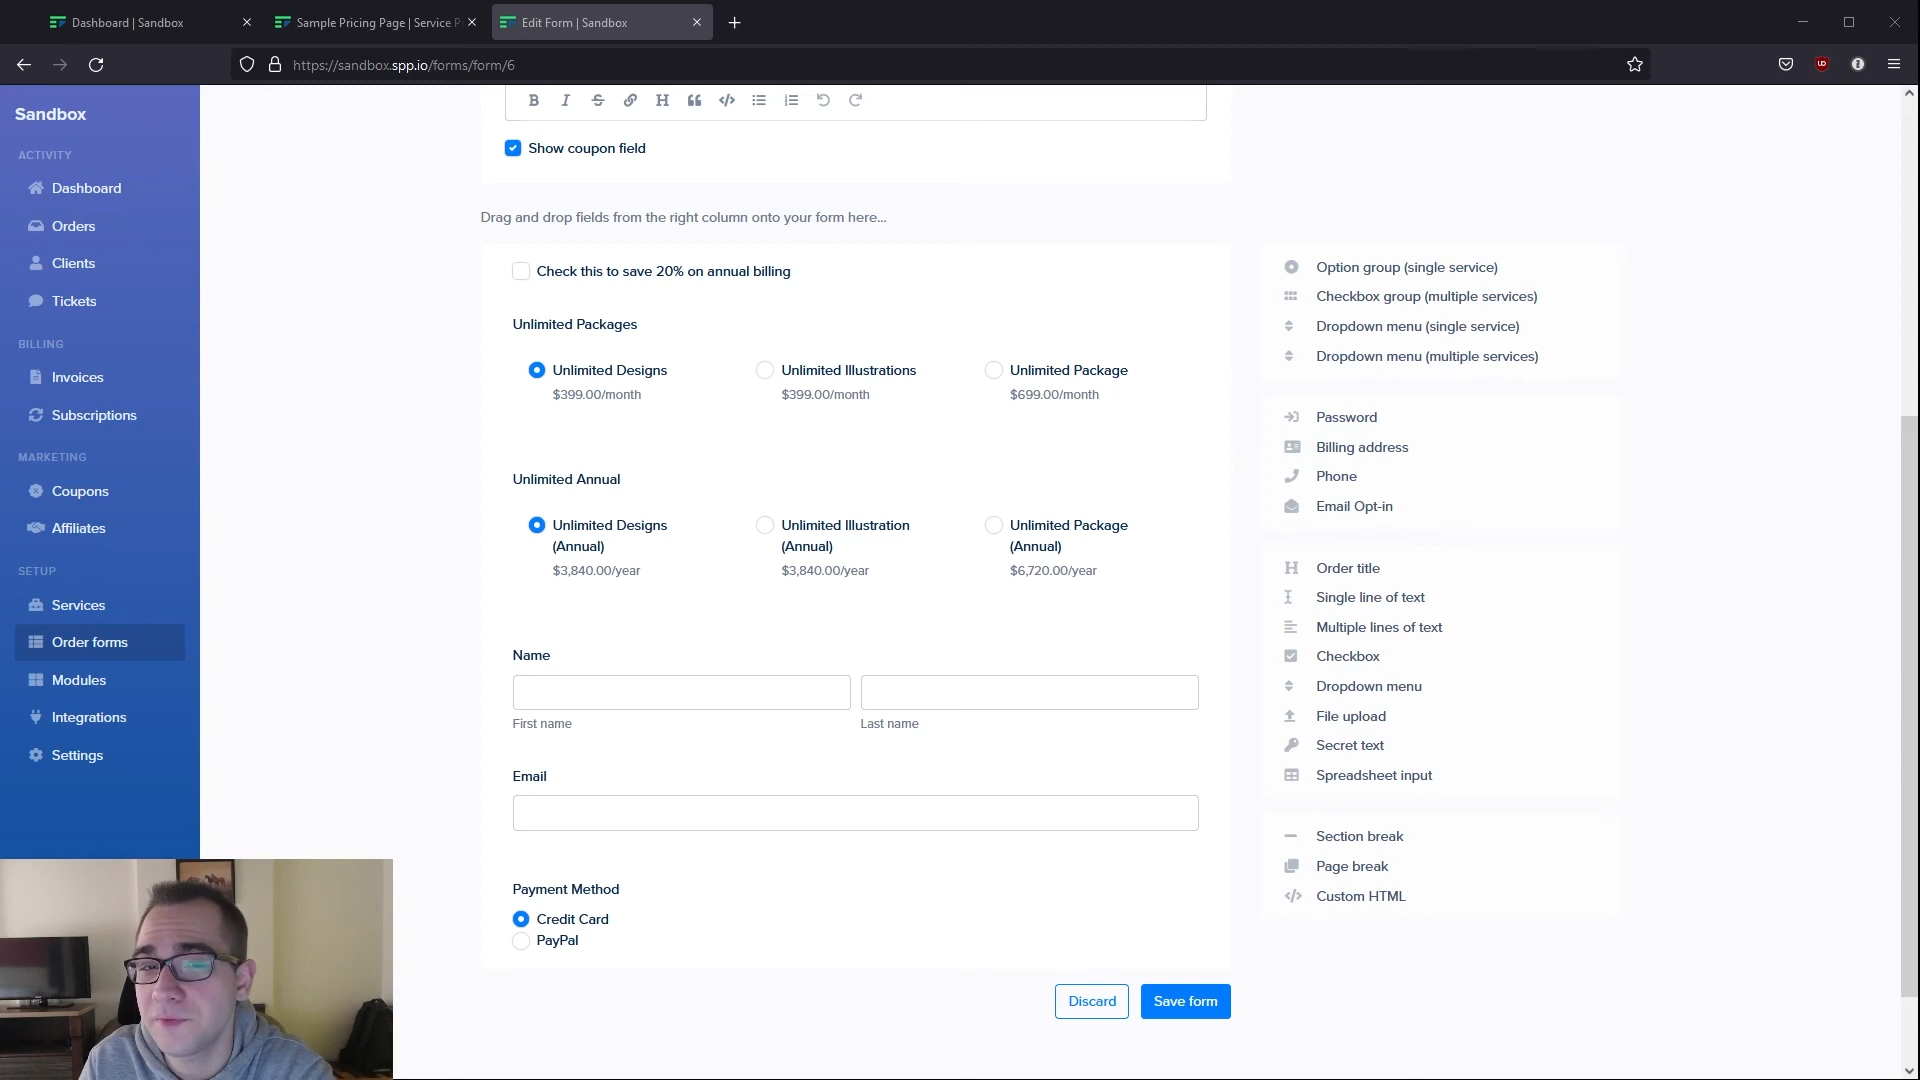 Dashboard | Sandbox
Sample Pricing Page | Service P
Edit Form | Sandbox
https://sandbox.spp.io/forms/form/6
Sandbox
ACTIVITY
Dashboard
Orders
Clients
Tickets
BILLING
Invoices
Subscriptions
MARKETING
Coupons
Affiliates
SETUP
Services
Order forms
Modules
Integrations
Settings
Show coupon field
Drag and drop fields from the right column onto your form here...
Check this to save 20% on annual billing
Unlimited Packages
Unlimited Designs
$399.00/month
Unlimited Illustrations
$399.00/month
Unlimited Package
$699.00/month
Unlimited Annual
Unlimited Designs
(Annual)
$3,840.00/year
Unlimited Illustration
(Annual)
$3,840.00/year
Unlimited Package
(Annual)
$6,720.00/year
Name
First name
Last name
Email
Payment Method
Credit Card
PayPal
Discard
Save form
Option group (single service)
Checkbox group (multiple services)
Dropdown menu (single service)
Dropdown menu (multiple services)
Password
Billing address
Phone
Email Opt-in
Order title
Single line of text
Multiple lines of text
Checkbox
Dropdown menu
File upload
Secret text
Spreadsheet input
Section break
Page break
Custom HTML